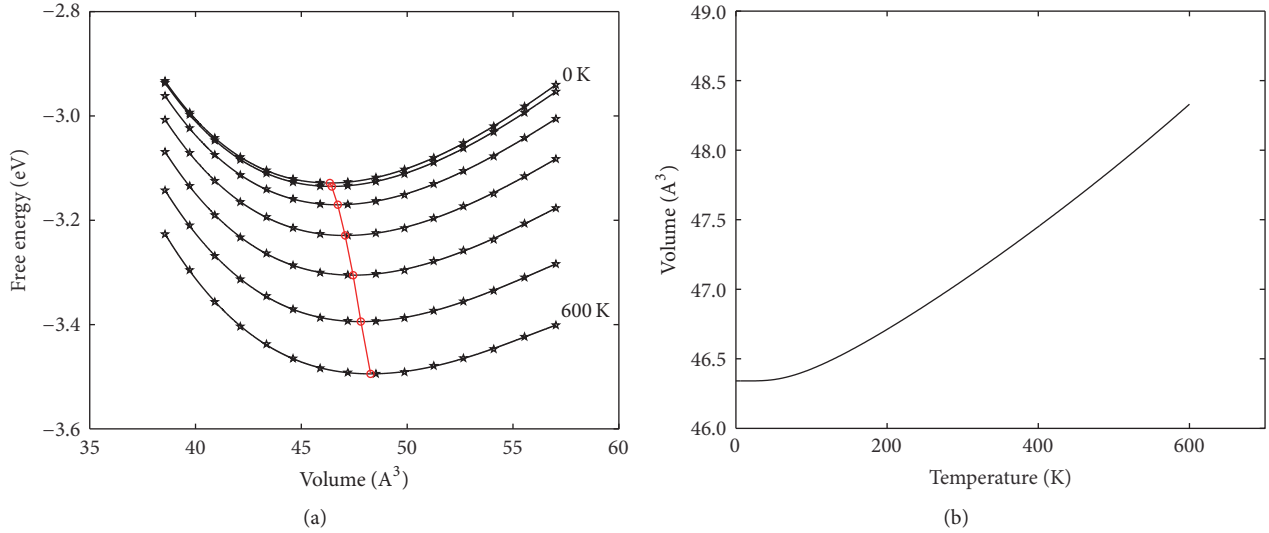 −2.8
−3.0
−3.2
−3.4
−3.6
Free energy (eV)
0 K
600 K
35 40 45 50 55 60
Volume (A³)
(a)
49.0
48.5
48.0
47.5
47.0
46.5
46.0
Volume (A³)
0 200 400 600
Temperature (K)
(b)